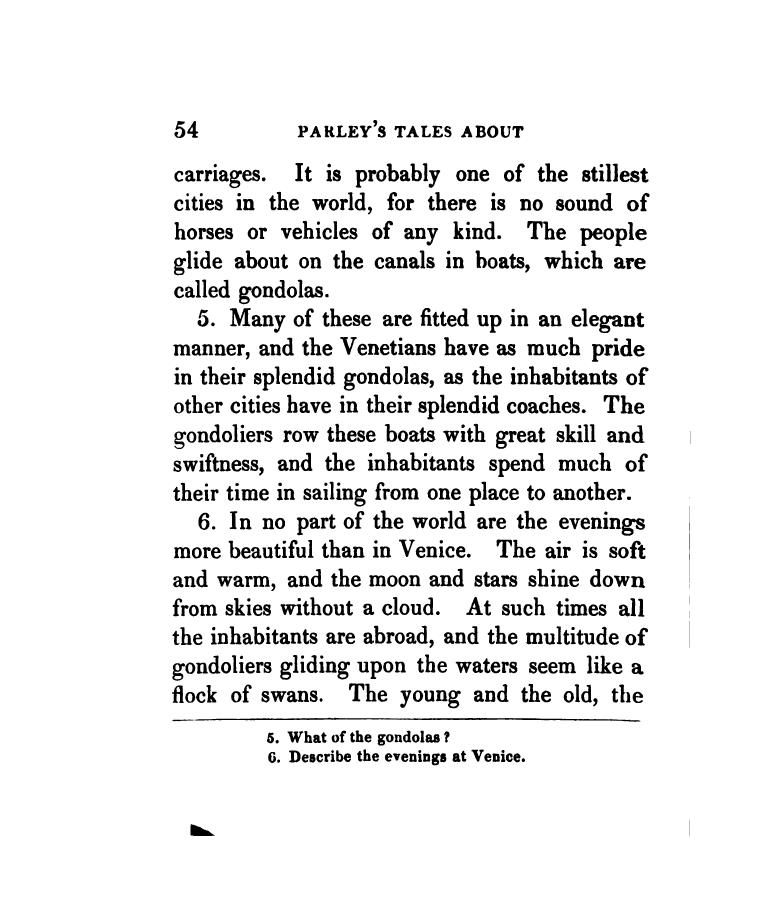 54 PARLEY'S TALES ABOUT
carriages. It is probably one of the stillest
cities in the world, for there is no sound of
horses or vehicles of any kind. The people
glide about on the canals in boats, which are
called gondolas.
5. Many of these are fitted up in an elegant
manner, and the Venetians have as much pride
in their splendid gondolas, as the inhabitants of
other cities have in their splendid coaches. The
gondoliers row these boats with great skill and
swiftness, and the inhabitants spend much of
their time in sailing from one place to another.
6. In no part of the world are the evenings
more beautiful than in Venice. The air is soft
and warm, and the moon and stars shine down
from skies without a cloud. At such times all
the inhabitants are abroad, and the multitude of
gondoliers gliding upon the waters seem like a
flock of swans. The young and the old, the
5. What of the gondolas?
6. Describe the evenings at Venice.